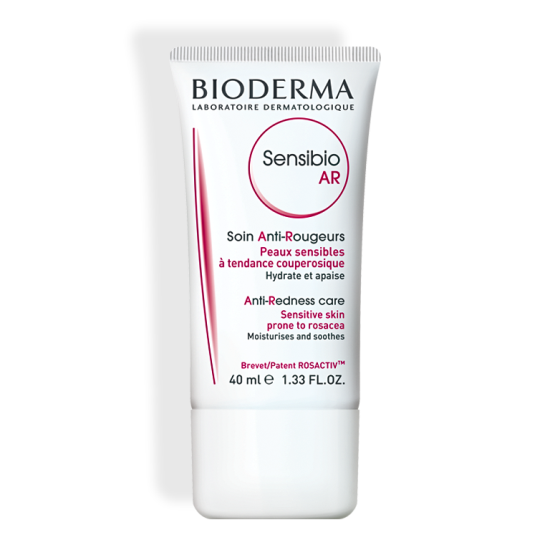 BIODERMA
LABORATOIRE DERMATOLOGIQUE
Sensibio
AR
Soin Anti-Rougeurs
Peaux sensibles
à tendance couperosique
Hydrate et apaise
Anti-Redness care
Sensitive skin
prone to rosacea
Moisturises and soothes
Brevet/Patent ROSACTIV™
40 ml e 1.33 FL.OZ.